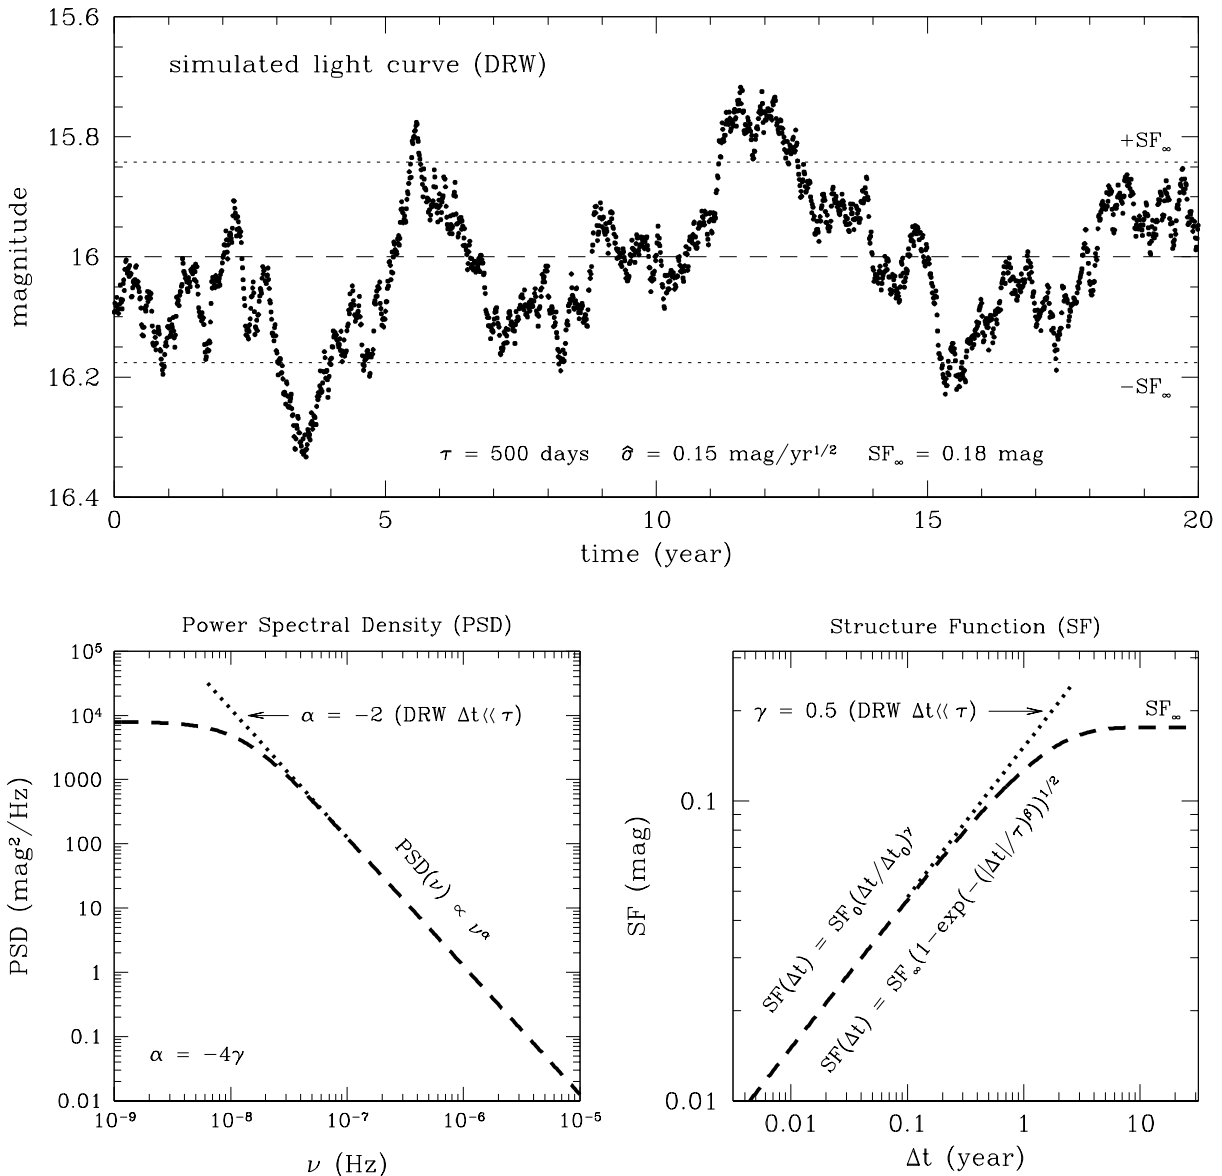 simulated light curve (DRW)
+SF∞
−SF∞
τ = 500 days σ̂ = 0.15 mag/yr^1/2 SF∞ = 0.18 mag
15.6
15.8
16
16.2
16.4
magnitude
0 5 10 15 20
time (year)
Power Spectral Density (PSD)
10^5
10^4
1000
100
10
1
0.1
0.01
PSD (mag^2/Hz)
α = −2 (DRW Δt≪τ)
PSD(ν) ∝ ν^α
α = −4γ
10^-9 10^-8 10^-7 10^-6 10^-5
ν (Hz)
Structure Function (SF)
γ = 0.5 (DRW Δt≪τ)
SF∞
0.1
0.01
SF (mag)
SF(Δt) = SF_0(Δt/Δt_0)^γ
SF(Δt) = SF∞(1−exp(−(|Δt|/τ)^β))^1/2
0.01 0.1 1 10
Δt (year)